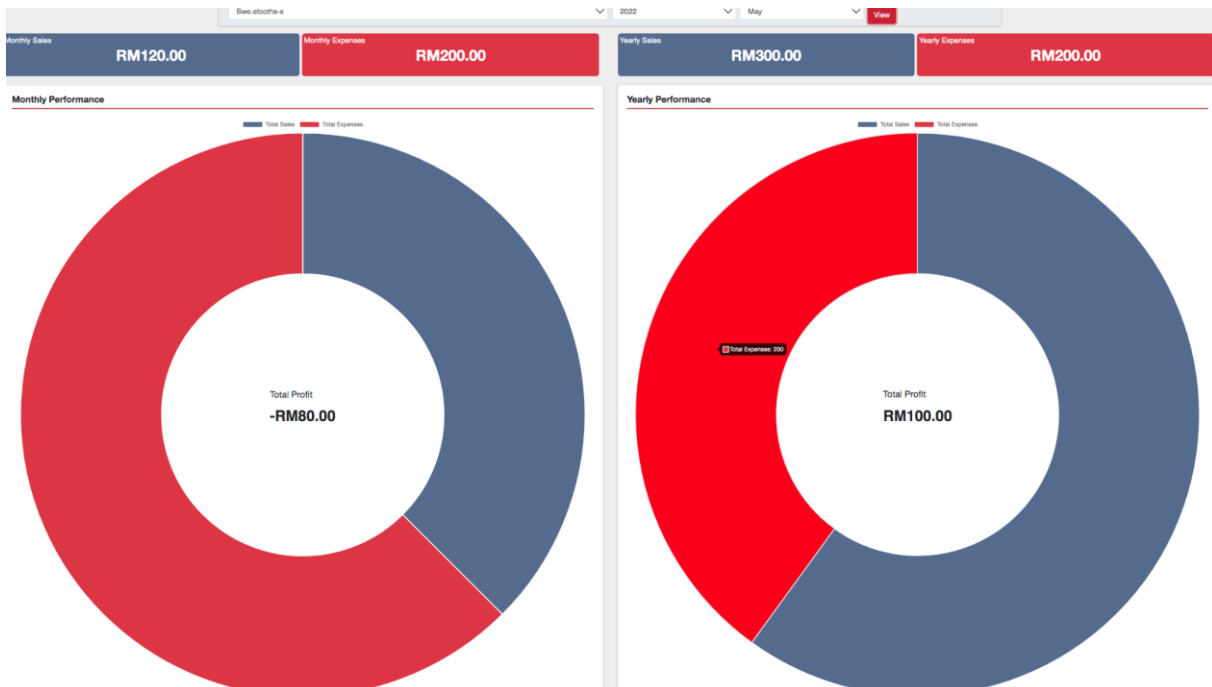 Swe.etooths-s 2022 May View
Monthly Sales
RM120.00
Monthly Expenses
RM200.00
Yearly Sales
RM300.00
Yearly Expenses
RM200.00
Monthly Performance
Total Sales Total Expenses
Total Profit
-RM80.00
Yearly Performance
Total Sales Total Expenses
Total Expenses: 200
Total Profit
RM100.00